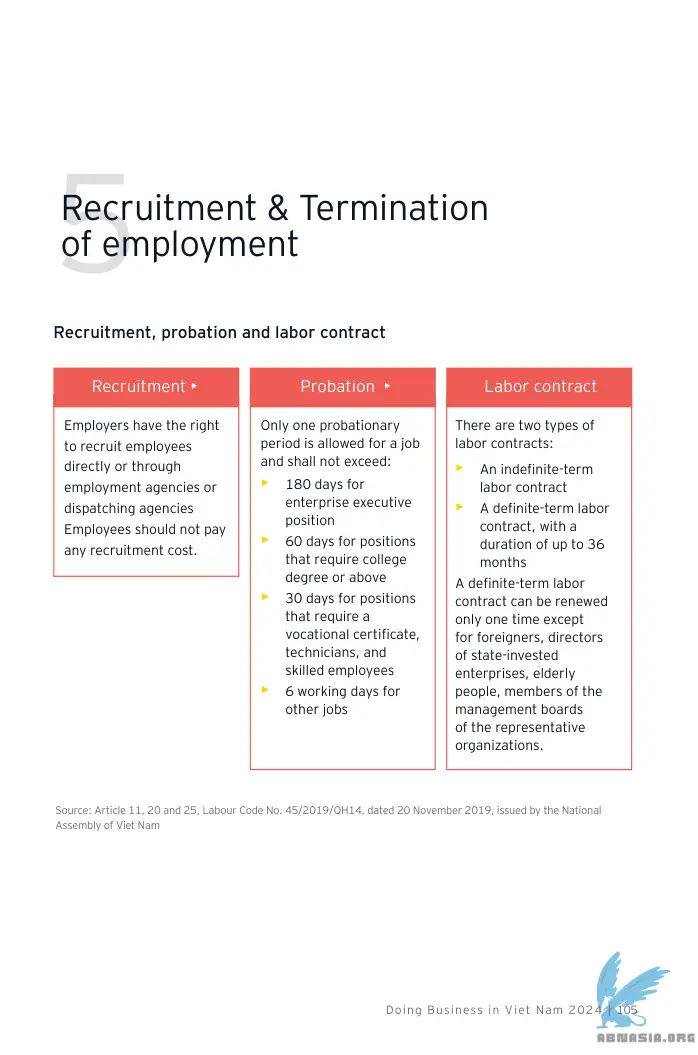 5
Recruitment & Termination
of employment
Recruitment, probation and labor contract
Recruitment ►
Employers have the right
to recruit employees
directly or through
employment agencies or
dispatching agencies
Employees should not pay
any recruitment cost.
Probation ►
Only one probationary
period is allowed for a job
and shall not exceed:
► 180 days for
enterprise executive
position
► 60 days for positions
that require college
degree or above
► 30 days for positions
that require a
vocational certificate,
technicians, and
skilled employees
► 6 working days for
other jobs
Labor contract
There are two types of
labor contracts:
► An indefinite-term
labor contract
► A definite-term labor
contract, with a
duration of up to 36
months
A definite-term labor
contract can be renewed
only one time except
for foreigners, directors
of state-invested
enterprises, elderly
people, members of the
management boards
of the representative
organizations.
Source: Article 11, 20 and 25, Labour Code No. 45/2019/QH14, dated 20 November 2019, issued by the National
Assembly of Viet Nam
Doing Business in Viet Nam 2024 | 105
ABNASIA.ORG